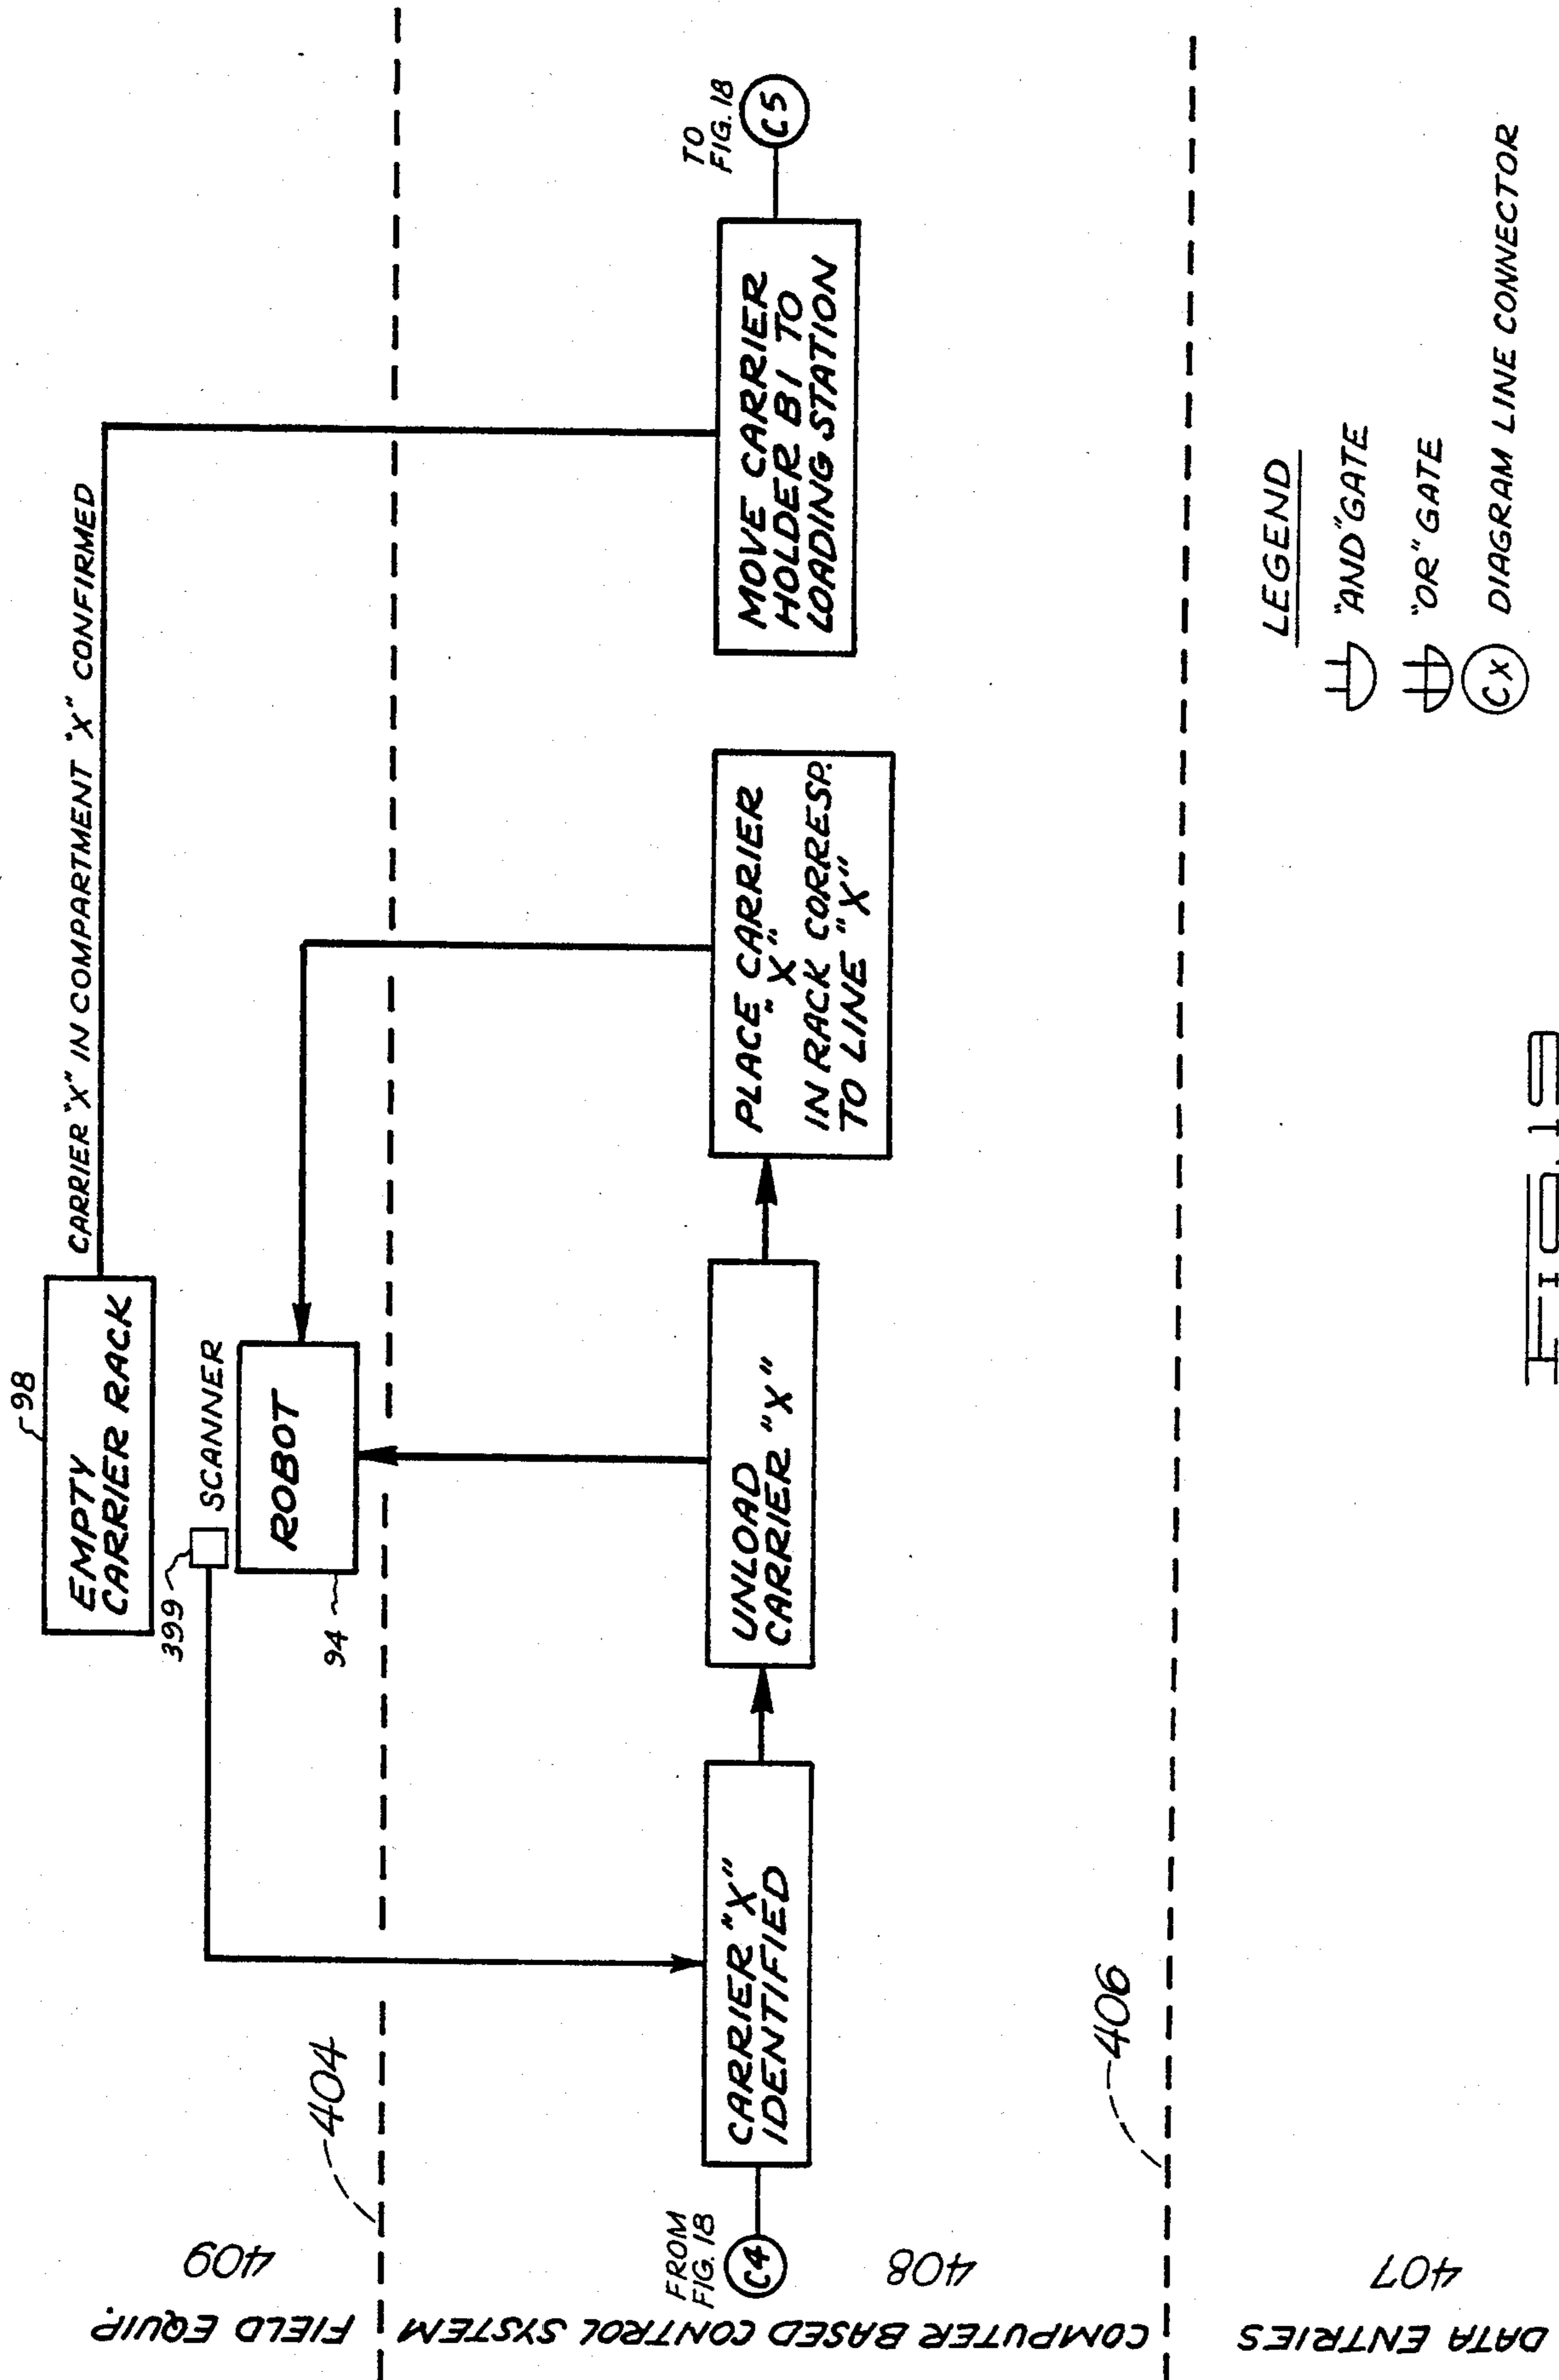 98
EMPTY
CARRIER RACK
CARRIER "X" IN COMPARTMENT "X" CONFIRMED
399
SCANNER
94
ROBOT
FIELD EQUIP.
409
404
COMPUTER BASED CONTROL SYSTEM
408
FROM
FIG. 18
C4
CARRIER "X"
IDENTIFIED
UNLOAD
CARRIER "X"
PLACE CARRIER
"X"
IN RACK CORRESP.
TO LINE "X"
MOVE CARRIER
HOLDER B1 TO
LOADING STATION
TO
FIG. 18
C5
406
DATA ENTRIES
407
LEGEND
"AND" GATE
"OR" GATE
CX DIAGRAM LINE CONNECTOR
FIG. 19